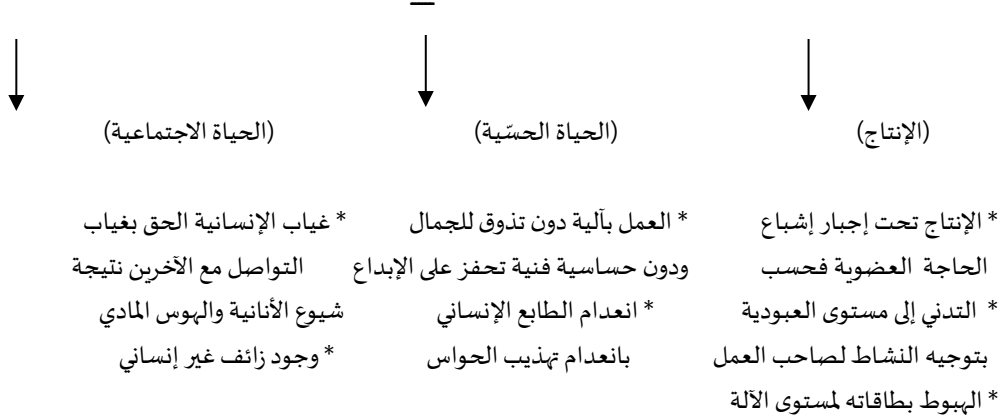 (الإنتاج)
* الإنتاج تحت إجبار إشباع
الحاجة العضوية فحسب
* التدني إلى مستوى العبودية
بتوجيه النشاط لصاحب العمل
* الهبوط بطاقاته لمستوى الآلة
(الحياة الحسّية)
* العمل بآلية دون تذوق للجمال
ودون حساسية فنية تحفز على الإبداع
* انعدام الطابع الإنساني
بانعدام تهذيب الحواس
(الحياة الاجتماعية)
* غياب الإنسانية الحق بغياب
التواصل مع الآخرين نتيجة
شيوع الأنانية والهوس المادي
* وجود زائف غير إنساني